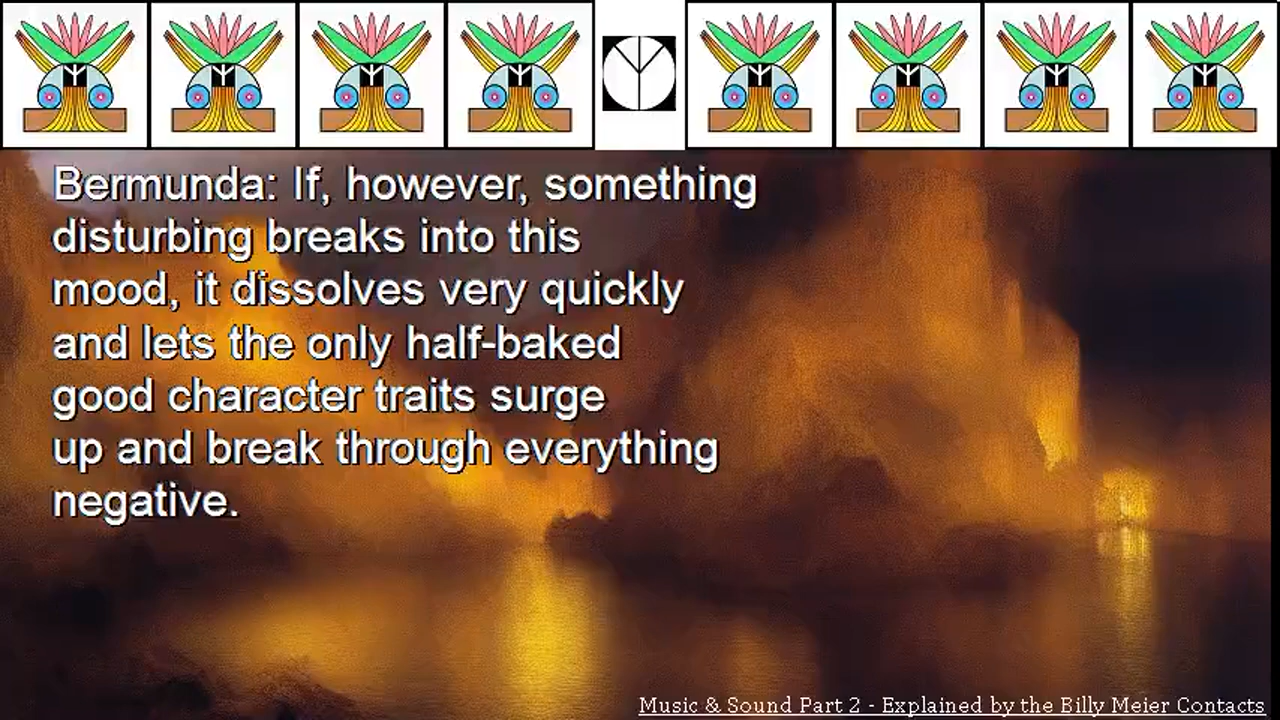 Bermunda: If, however, something
disturbing breaks into this
mood, it dissolves very quickly
and lets the only half-baked
good character traits surge
up and break through everything
negative.
Music & Sound Part 2 - Explained by the Billy Meier Contacts